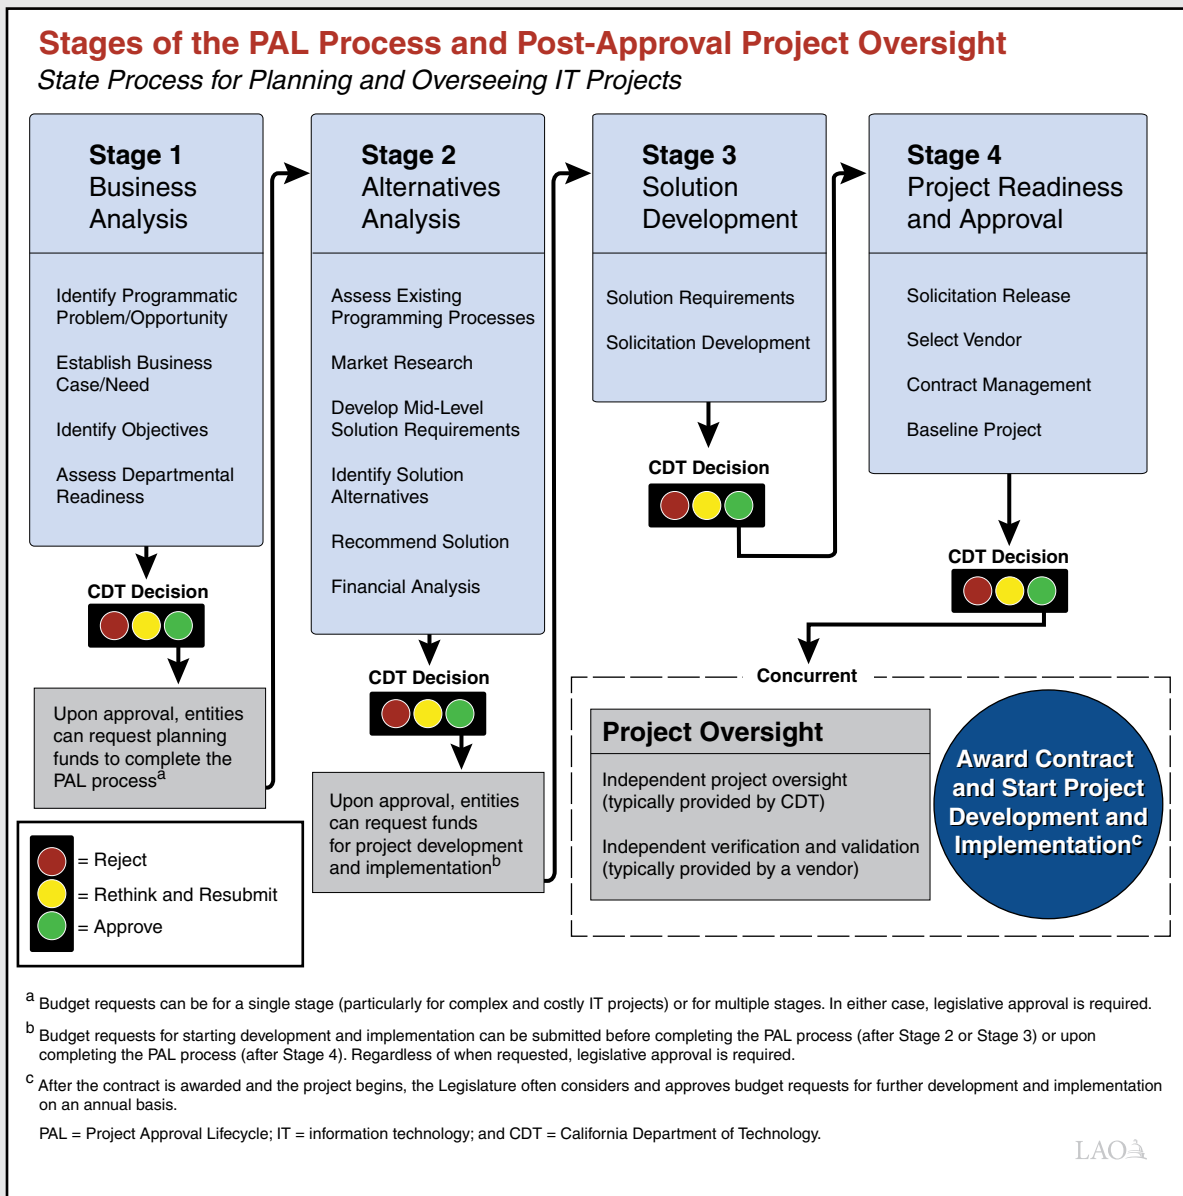 Stages of the PAL Process and Post-Approval Project Oversight
State Process for Planning and Overseeing IT Projects
Stage 1
Business
Analysis
Identify Programmatic
Problem/Opportunity
Establish Business
Case/Need
Identify Objectives
Assess Departmental
Readiness
CDT Decision
Upon approval, entities
can request planning
funds to complete the
PAL processa
Stage 2
Alternatives
Analysis
Assess Existing
Programming Processes
Market Research
Develop Mid-Level
Solution Requirements
Identify Solution
Alternatives
Recommend Solution
Financial Analysis
CDT Decision
Upon approval, entities
can request funds
for project development
and implementationb
Stage 3
Solution
Development
Solution Requirements
Solicitation Development
CDT Decision
Stage 4
Project Readiness
and Approval
Solicitation Release
Select Vendor
Contract Management
Baseline Project
CDT Decision
Concurrent
Project Oversight
Independent project oversight
(typically provided by CDT)
Independent verification and validation
(typically provided by a vendor)
Award Contract
and Start Project
Development and
Implementationc
= Reject
= Rethink and Resubmit
= Approve
a Budget requests can be for a single stage (particularly for complex and costly IT projects) or for multiple stages. In either case, legislative approval is required.
b Budget requests for starting development and implementation can be submitted before completing the PAL process (after Stage 2 or Stage 3) or upon
completing the PAL process (after Stage 4). Regardless of when requested, legislative approval is required.
c After the contract is awarded and the project begins, the Legislature often considers and approves budget requests for further development and implementation
on an annual basis.
PAL = Project Approval Lifecycle; IT = information technology; and CDT = California Department of Technology.
LAO